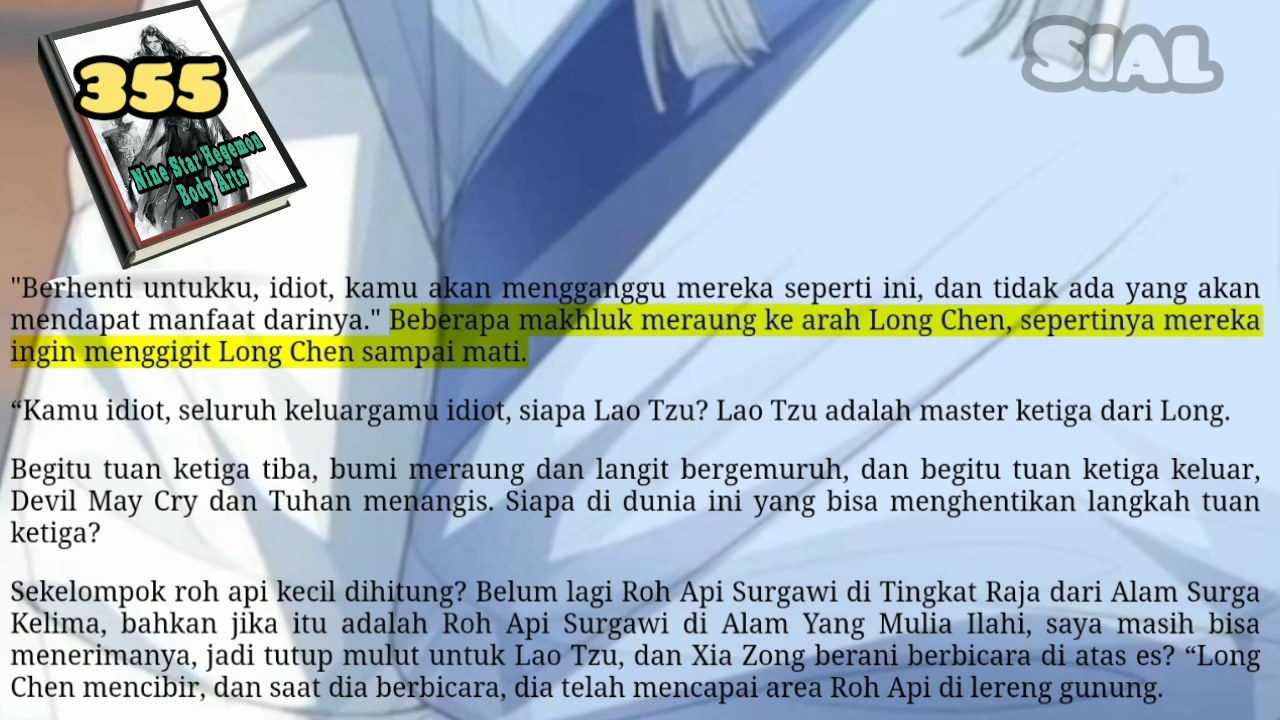 355
Nine Star Hegemon
Body Arts
SIAL
"Berhenti untukku, idiot, kamu akan mengganggu mereka seperti ini, dan tidak ada yang akan
mendapat manfaat darinya." Beberapa makhluk meraung ke arah Long Chen, sepertinya mereka
ingin menggigit Long Chen sampai mati.
“Kamu idiot, seluruh keluargamu idiot, siapa Lao Tzu? Lao Tzu adalah master ketiga dari Long.
Begitu tuan ketiga tiba, bumi meraung dan langit bergemuruh, dan begitu tuan ketiga keluar,
Devil May Cry dan Tuhan menangis. Siapa di dunia ini yang bisa menghentikan langkah tuan
ketiga?
Sekelompok roh api kecil dihitung? Belum lagi Roh Api Surgawi di Tingkat Raja dari Alam Surga
Kelima, bahkan jika itu adalah Roh Api Surgawi di Alam Yang Mulia Ilahi, saya masih bisa
menerimanya, jadi tutup mulut untuk Lao Tzu, dan Xia Zong berani berbicara di atas es? “Long
Chen mencibir, dan saat dia berbicara, dia telah mencapai area Roh Api di lereng gunung.